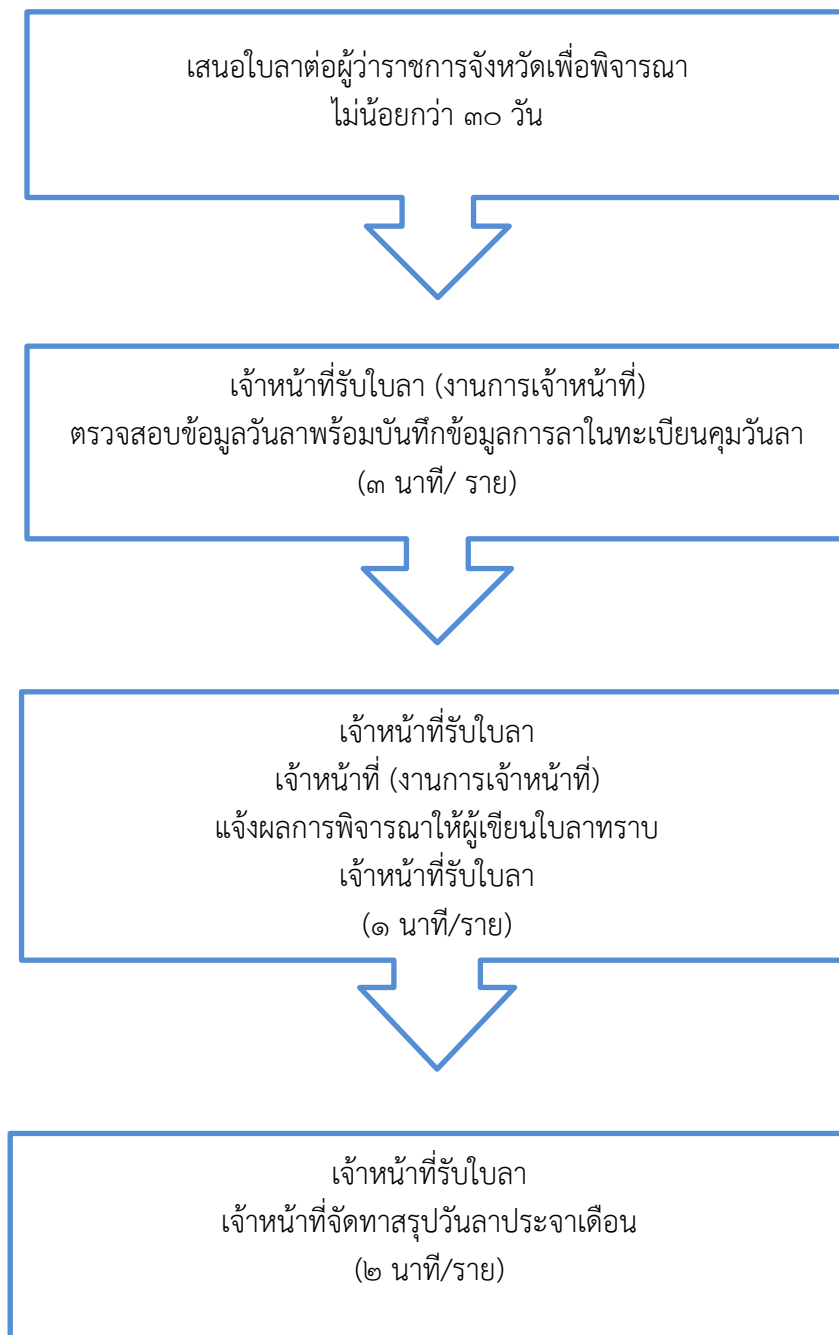 เสนอใบลาต่อผู้ว่าราชการจังหวัดเพื่อพิจารณา
ไม่น้อยกว่า ๓๐ วัน
เจ้าหน้าที่รับใบลา (งานการเจ้าหน้าที่)
ตรวจสอบข้อมูลวันลาพร้อมบันทึกข้อมูลการลาในทะเบียนคุมวันลา
(๓ นาที/ ราย)
เจ้าหน้าที่รับใบลา
เจ้าหน้าที่ (งานการเจ้าหน้าที่)
แจ้งผลการพิจารณาให้ผู้เขียนใบลาทราบ
เจ้าหน้าที่รับใบลา
(๑ นาที/ราย)
เจ้าหน้าที่รับใบลา
เจ้าหน้าที่จัดทาสรุปวันลาประจาเดือน
(๒ นาที/ราย)